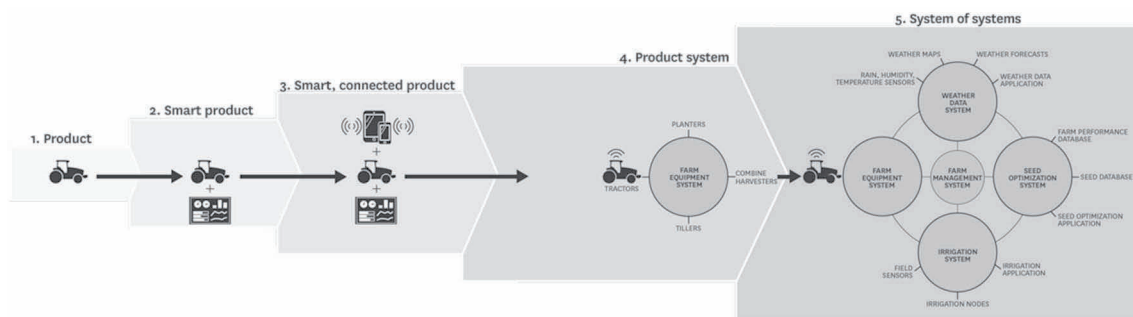 1. Product
2. Smart product
3. Smart, connected product
4. Product system
PLANTERS
TRACTORS
FARM
EQUIPMENT
SYSTEM
COMBINE
HARVESTERS
TILLERS
5. System of systems
WEATHER MAPS
WEATHER FORECASTS
RAIN, HUMIDITY,
TEMPERATURE SENSORS
WEATHER DATA
APPLICATION
WEATHER
DATA
SYSTEM
FARM PERFORMANCE
DATABASE
FARM
EQUIPMENT
SYSTEM
FARM
MANAGEMENT
SYSTEM
SEED
OPTIMIZATION
SYSTEM
SEED DATABASE
SEED OPTIMIZATION
APPLICATION
IRRIGATION
SYSTEM
FIELD
SENSORS
IRRIGATION
APPLICATION
IRRIGATION NODES